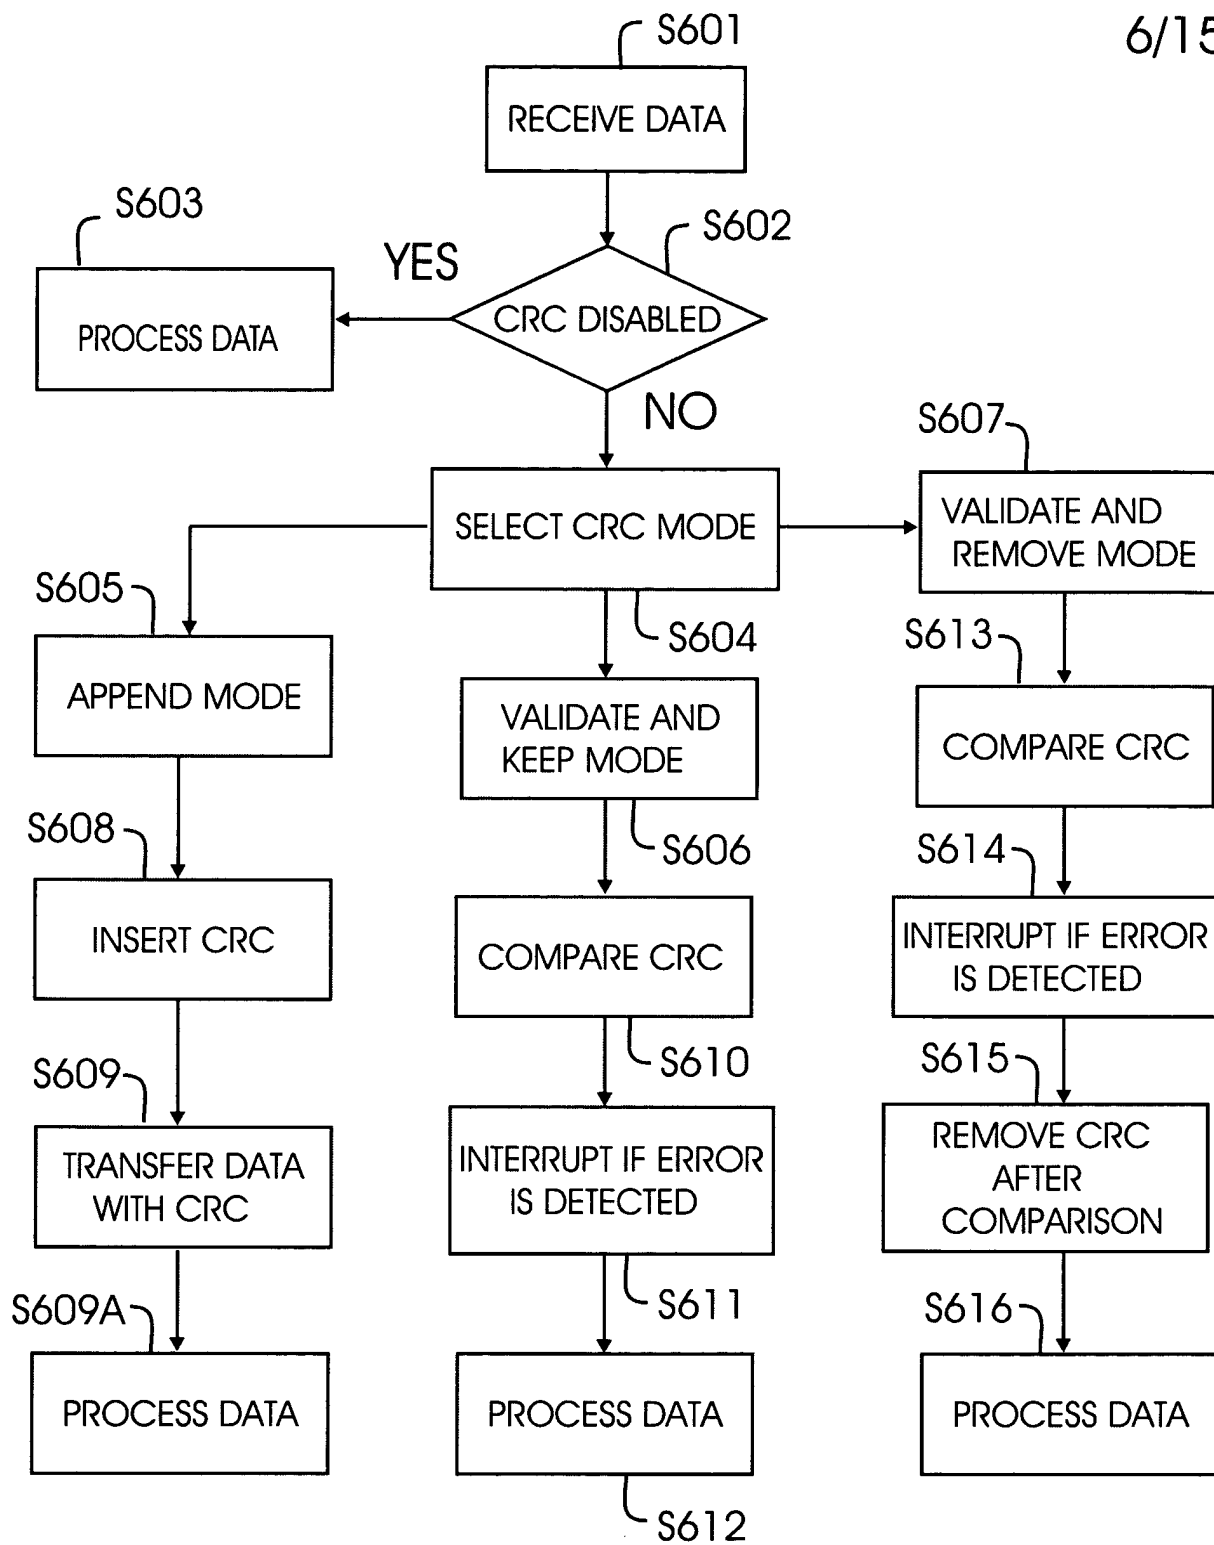 6/15
S601
RECEIVE DATA
S602
CRC DISABLED
YES
S603
PROCESS DATA
NO
SELECT CRC MODE
S604
S605
APPEND MODE
S608
INSERT CRC
S609
TRANSFER DATA
WITH CRC
S609A
PROCESS DATA
VALIDATE AND
KEEP MODE
S606
COMPARE CRC
S610
INTERRUPT IF ERROR
IS DETECTED
S611
PROCESS DATA
S612
S607
VALIDATE AND
REMOVE MODE
S613
COMPARE CRC
S614
INTERRUPT IF ERROR
IS DETECTED
S615
REMOVE CRC
AFTER
COMPARISON
S616
PROCESS DATA